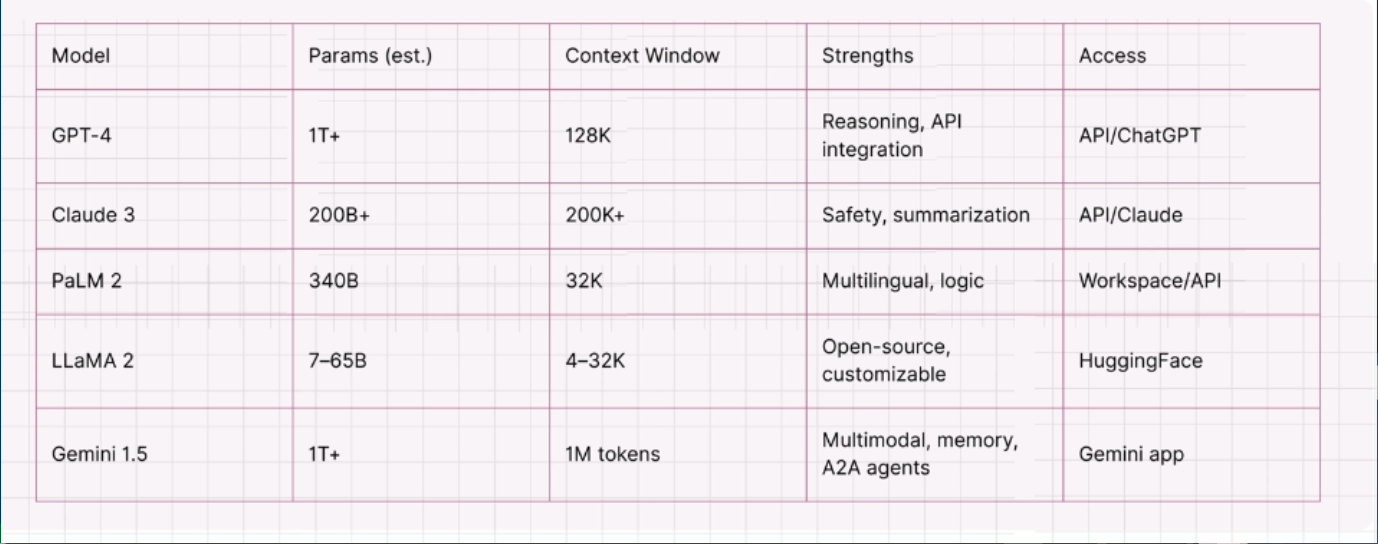 Model Params (est.) Context Window Strengths Access
GPT-4 1T+ 128K Reasoning, API integration API/ChatGPT
Claude 3 200B+ 200K+ Safety, summarization API/Claude
PaLM 2 340B 32K Multilingual, logic Workspace/API
LLaMA 2 7–65B 4–32K Open-source, customizable HuggingFace
Gemini 1.5 1T+ 1M tokens Multimodal, memory, A2A agents Gemini app